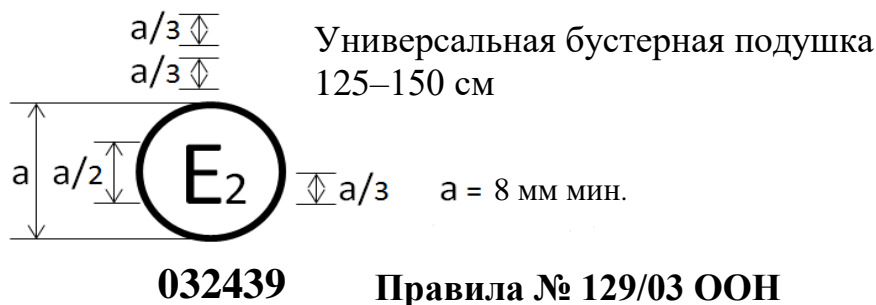 a/3
Универсальная бустерная подушка
a/3
125–150 см
a a/2 E2 a/3 a = 8 мм мин.
032439 Правила № 129/03 ООН